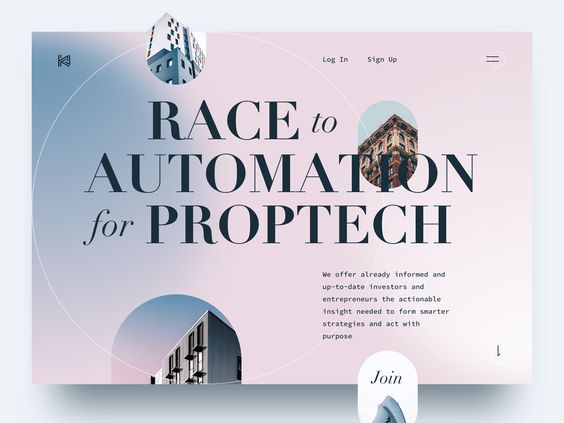 Log In Sign Up
RACE to
AUTOMATION
for PROPTECH
We offer already informed and
up-to-date investors and
entrepreneurs the actionable
insight needed to form smarter
strategies and act with
purpose
Join